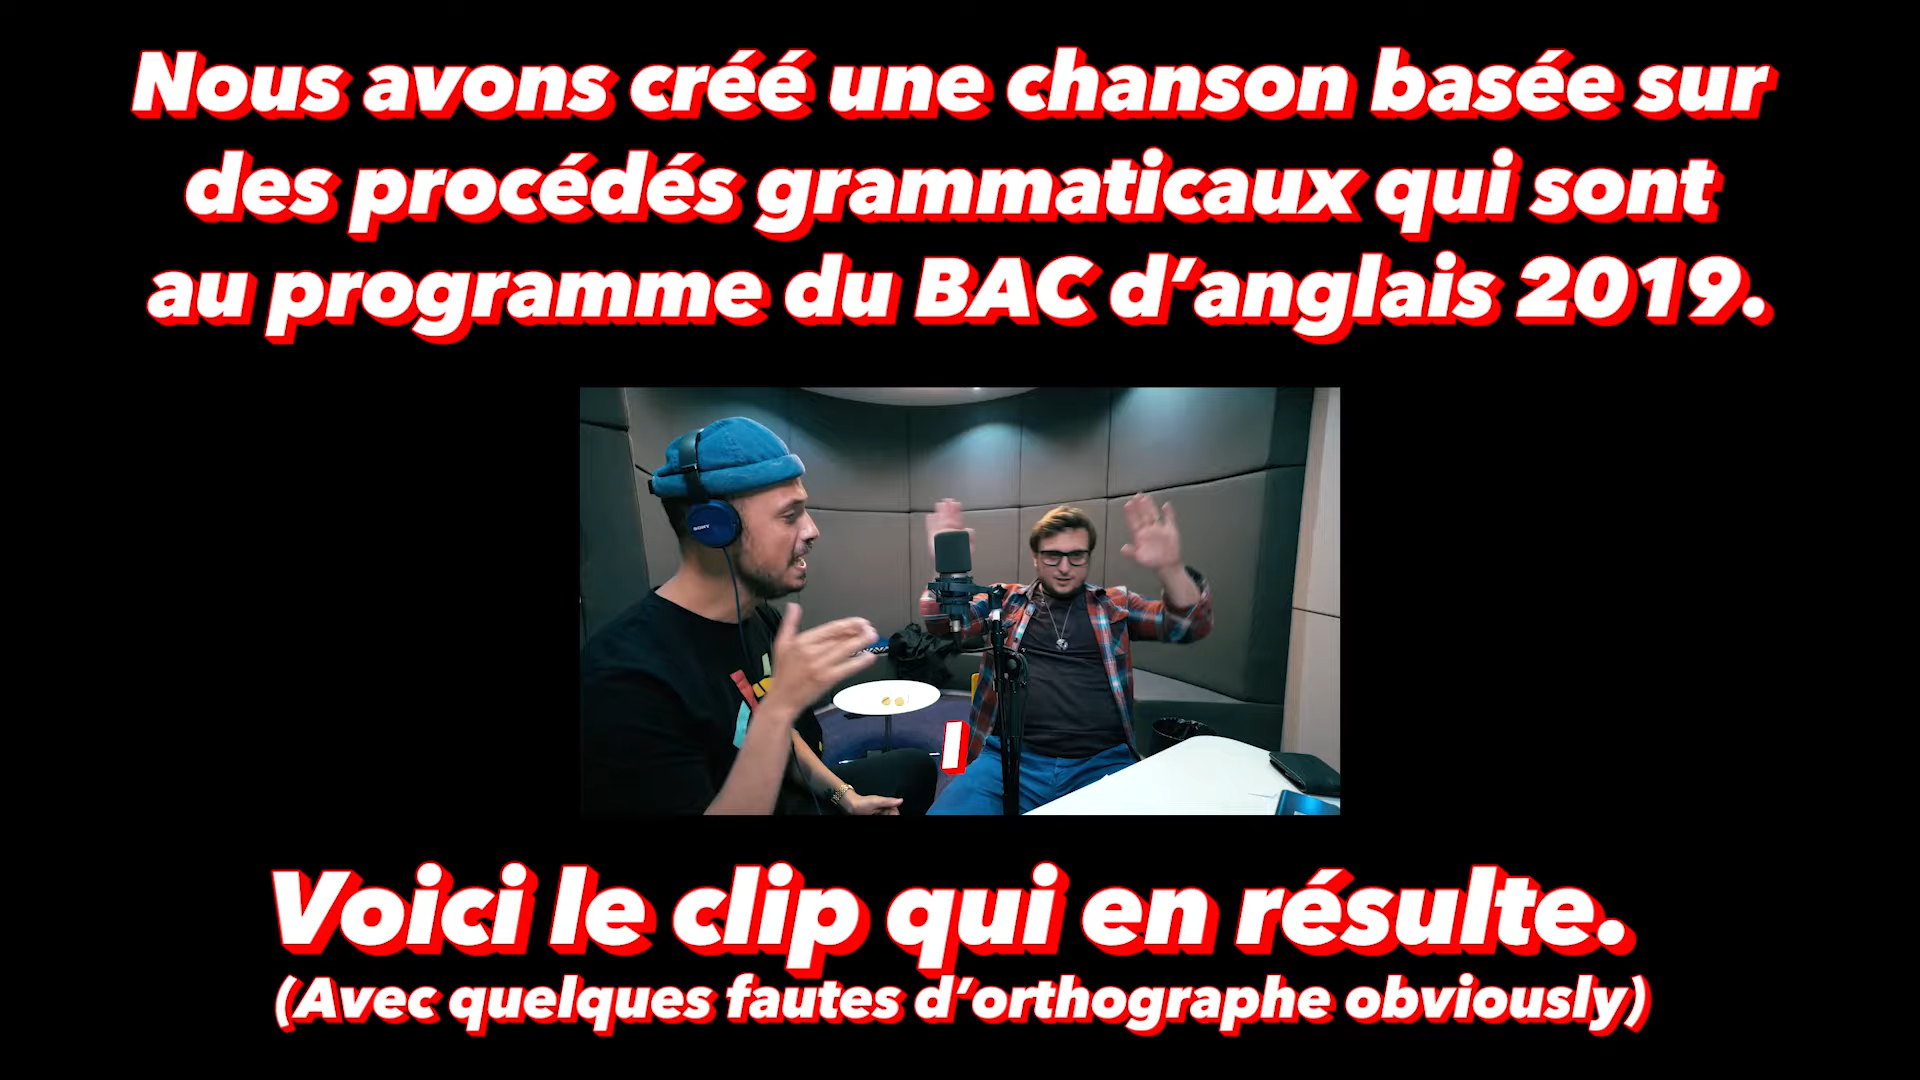 Nous avons créé une chanson basée sur
des procédés grammaticaux qui sont
au programme du BAC d’anglais 2019.
SONY
I
Voici le clip qui en résulte.
(Avec quelques fautes d’orthographe obviously)